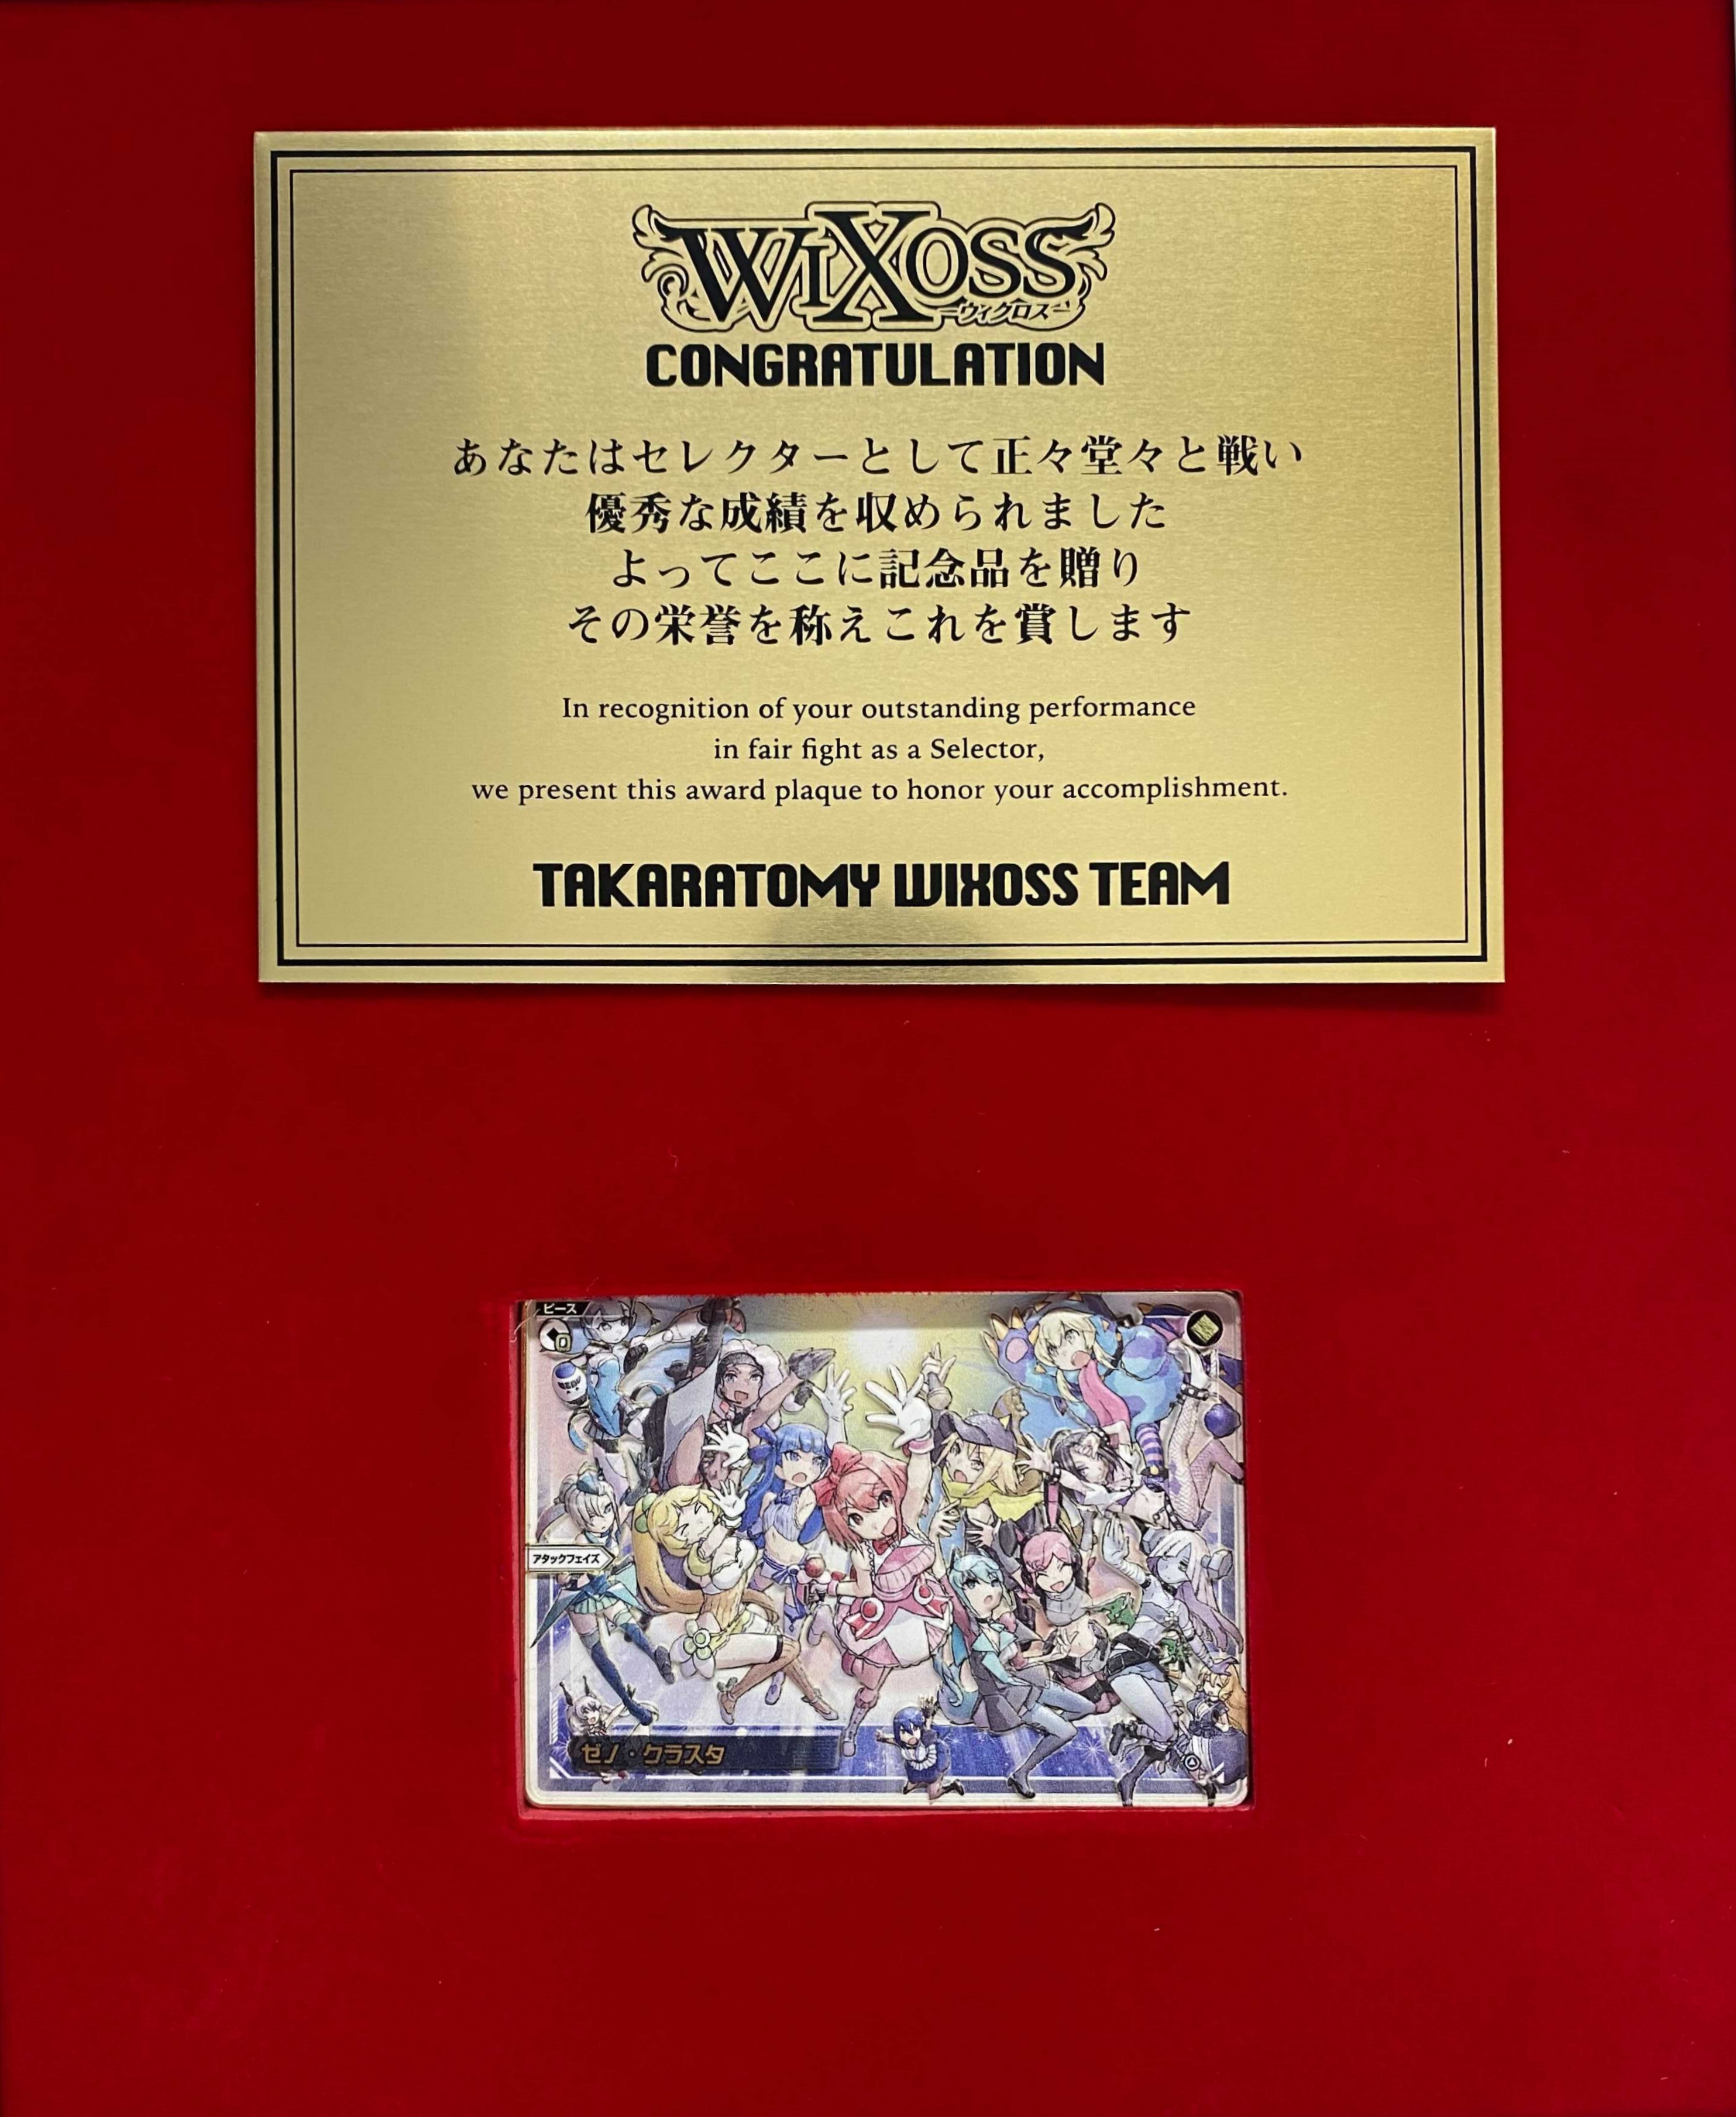 WIXOSS
ーウィクロスー
CONGRATULATION
あなたはセレクターとして正々堂々と戦い
優秀な成績を収められました
よってここに記念品を贈り
その栄誉を称えこれを賞します
In recognition of your outstanding performance
in fair fight as a Selector,
we present this award plaque to honor your accomplishment.
TAKARATOMY WIXOSS TEAM
ピース
0
アタックフェイズ
ゼノ・クラスタ